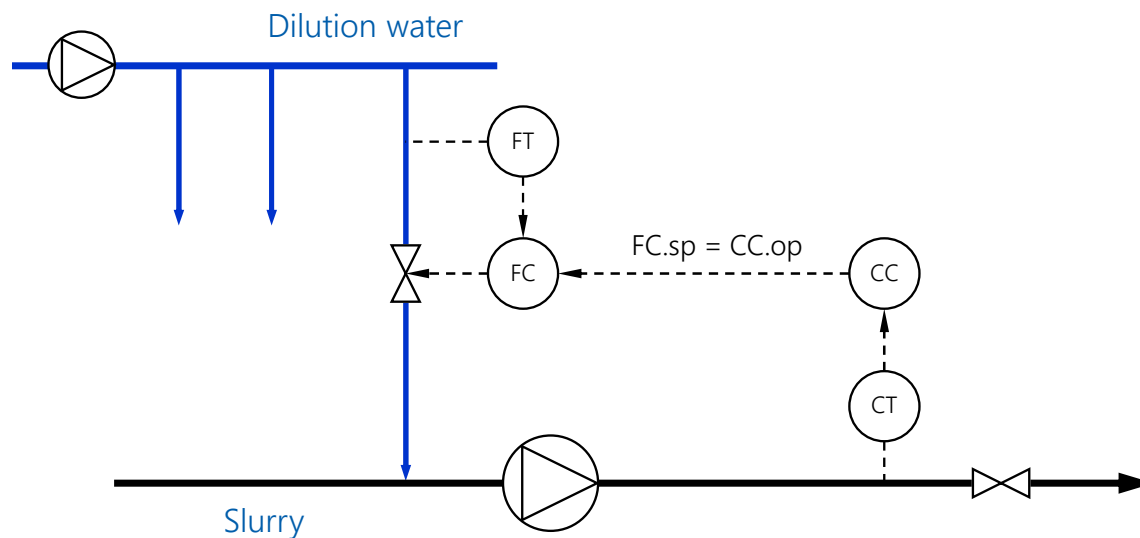 Dilution water
FT
FC.sp = CC.op
FC
CC
CT
Slurry